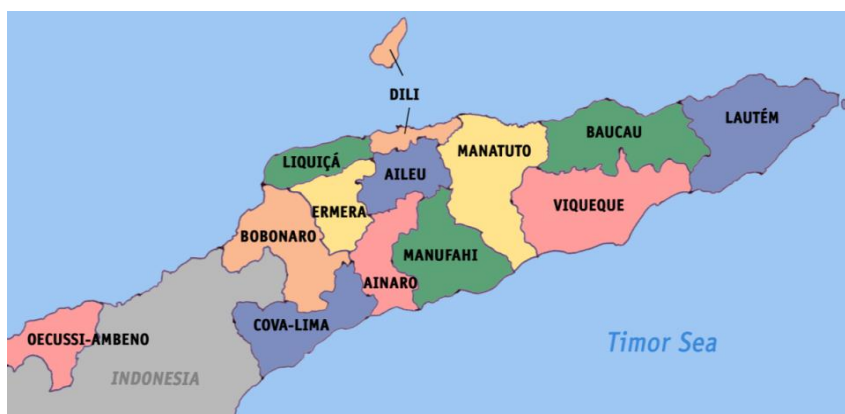 DILI
LAUTÉM
BAUCAU
MANATUTO
LIQUIÇÁ
AILEU
VIQUEQUE
ERMERA
BOBONARO
MANUFAHI
AINARO
COVA-LIMA
OECUSSI-AMBENO
Timor Sea
INDONESIA